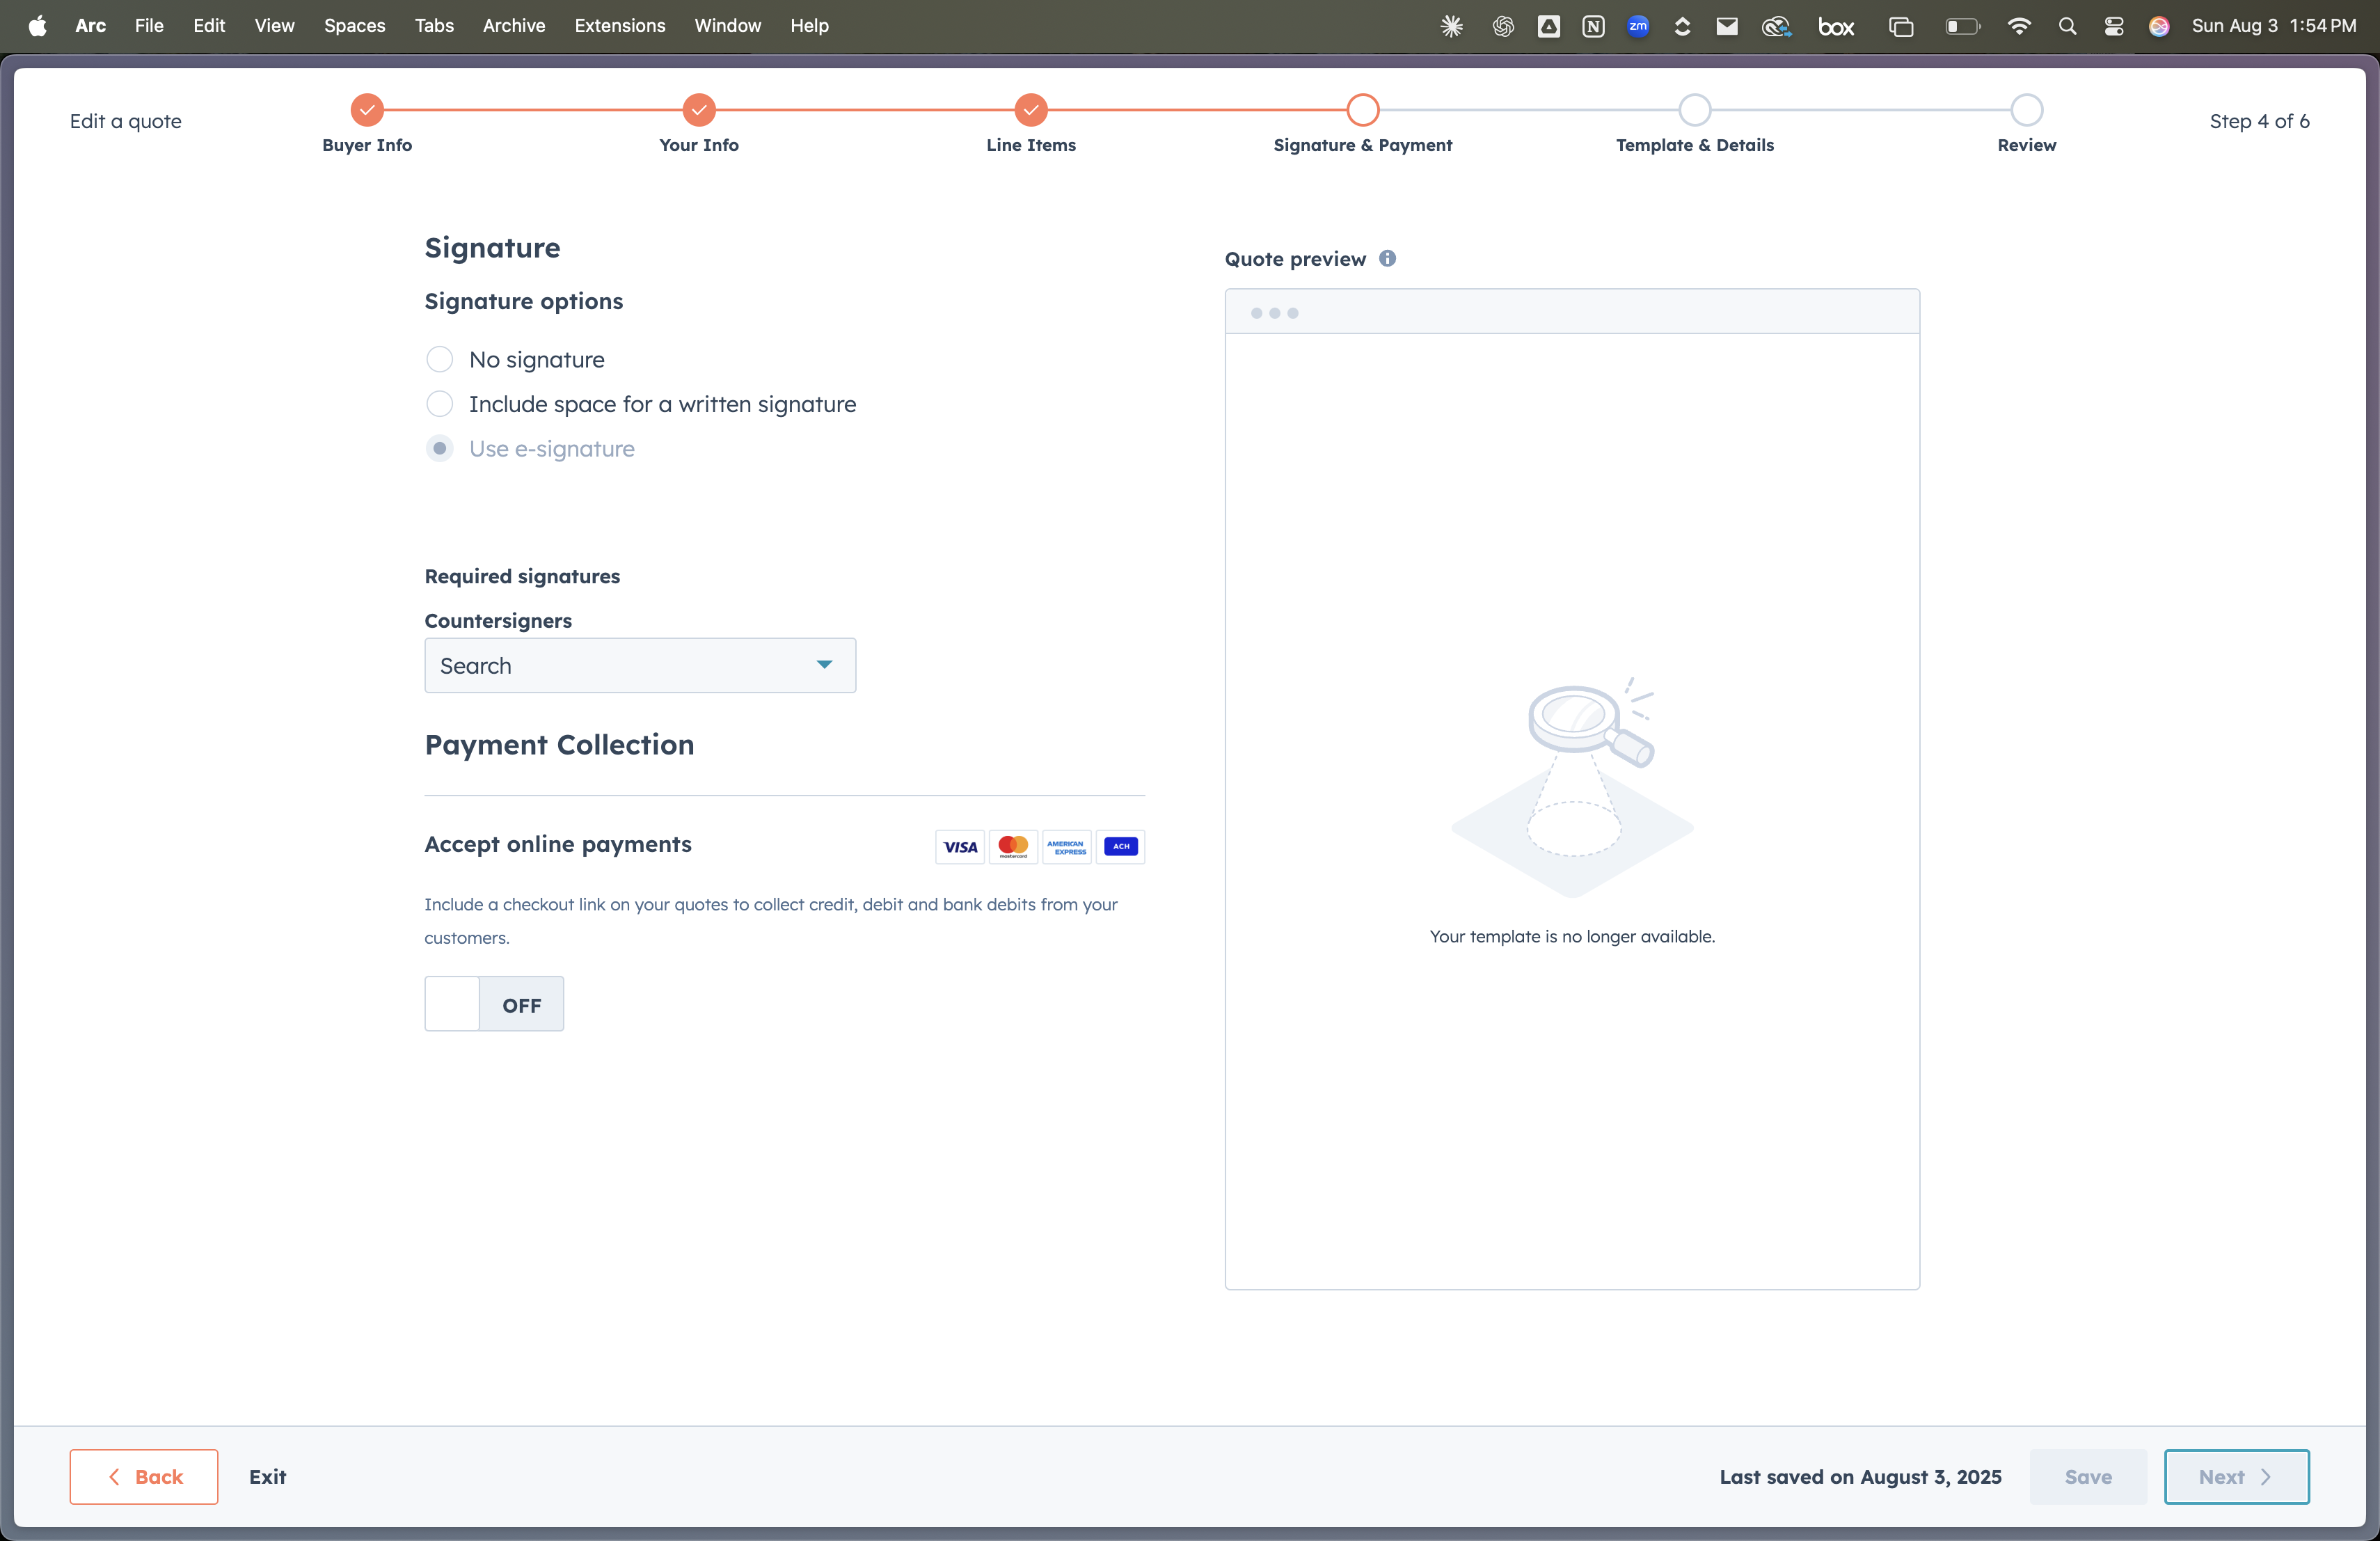 Arc File Edit View Spaces Tabs Archive Extensions Window Help
N zm box Sun Aug 3 1:54 PM
Edit a quote
Buyer Info
Your Info
Line Items
Signature & Payment
Template & Details
Review
Step 4 of 6
Signature
Signature options
No signature
Include space for a written signature
Use e-signature
Required signatures
Countersigners
Search
Payment Collection
Accept online payments
VISA
mastercard
AMERICAN
EXPRESS
ACH
Include a checkout link on your quotes to collect credit, debit and bank debits from your
customers.
OFF
Quote preview
Your template is no longer available.
Back
Exit
Last saved on August 3, 2025
Save
Next